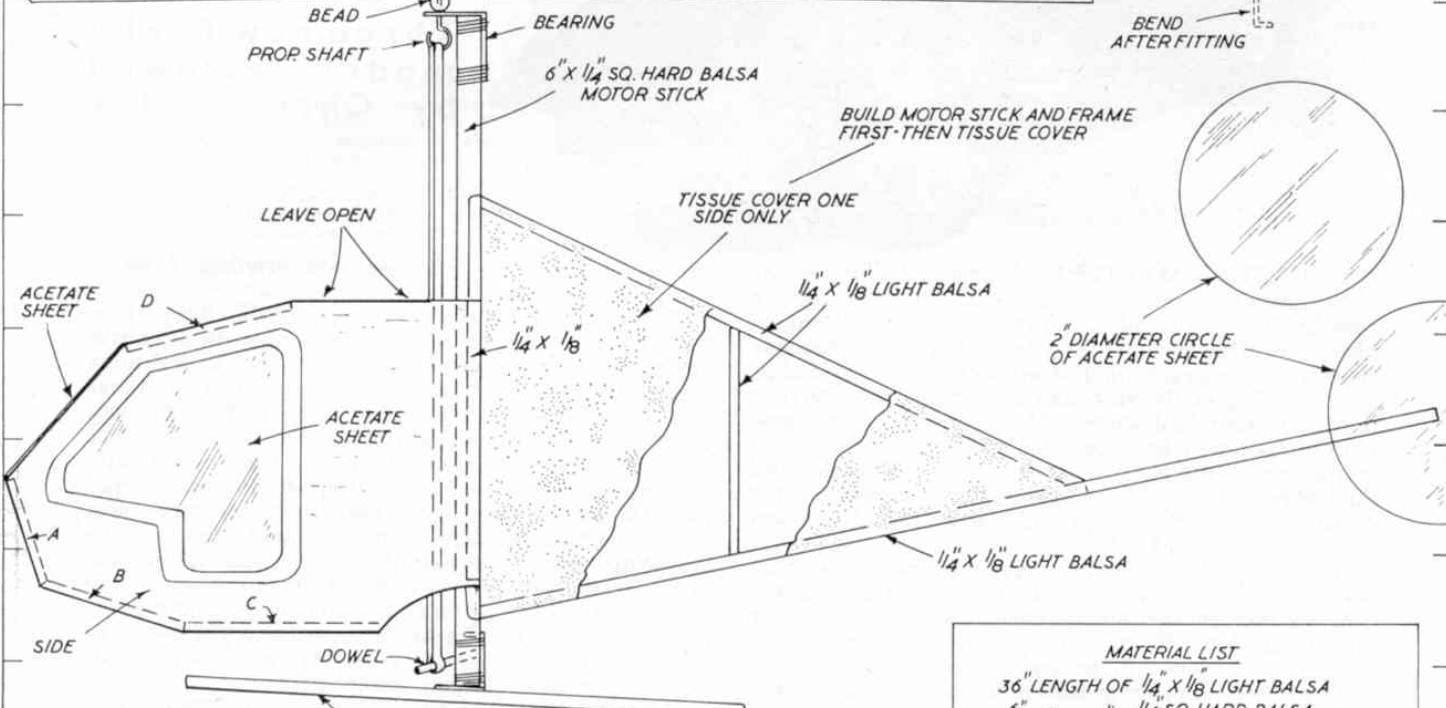 BEAD
BEARING
PROP. SHAFT
BEND
AFTER FITTING
6" X 1/4" SQ. HARD BALSA
MOTOR STICK
BUILD MOTOR STICK AND FRAME
FIRST-THEN TISSUE COVER
TISSUE COVER ONE
SIDE ONLY
LEAVE OPEN
ACETATE
SHEET
D
1/4" X 1/8" LIGHT BALSA
1/4" X 1/8"
2" DIAMETER CIRCLE
OF ACETATE SHEET
ACETATE
SHEET
A
B
C
1/4" X 1/8" LIGHT BALSA
SIDE
DOWEL
MATERIAL LIST
36" LENGTH OF 1/4" X 1/8" LIGHT BALSA